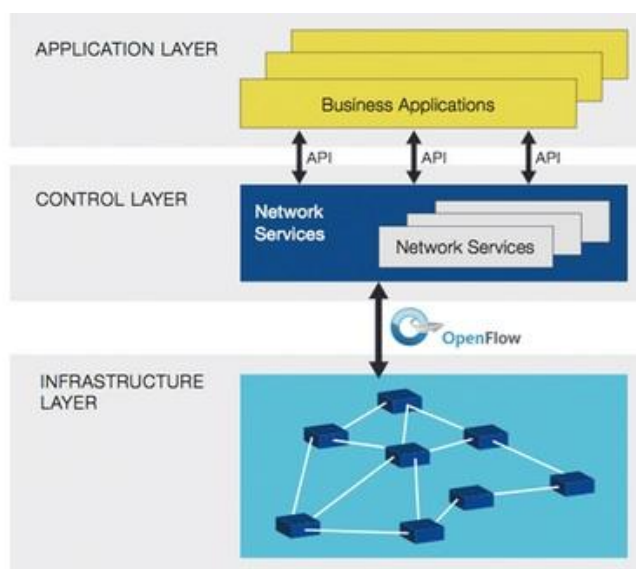 APPLICATION LAYER
Business Applications
API
API
API
CONTROL LAYER
Network
Services
Network Services
OpenFlow
INFRASTRUCTURE
LAYER